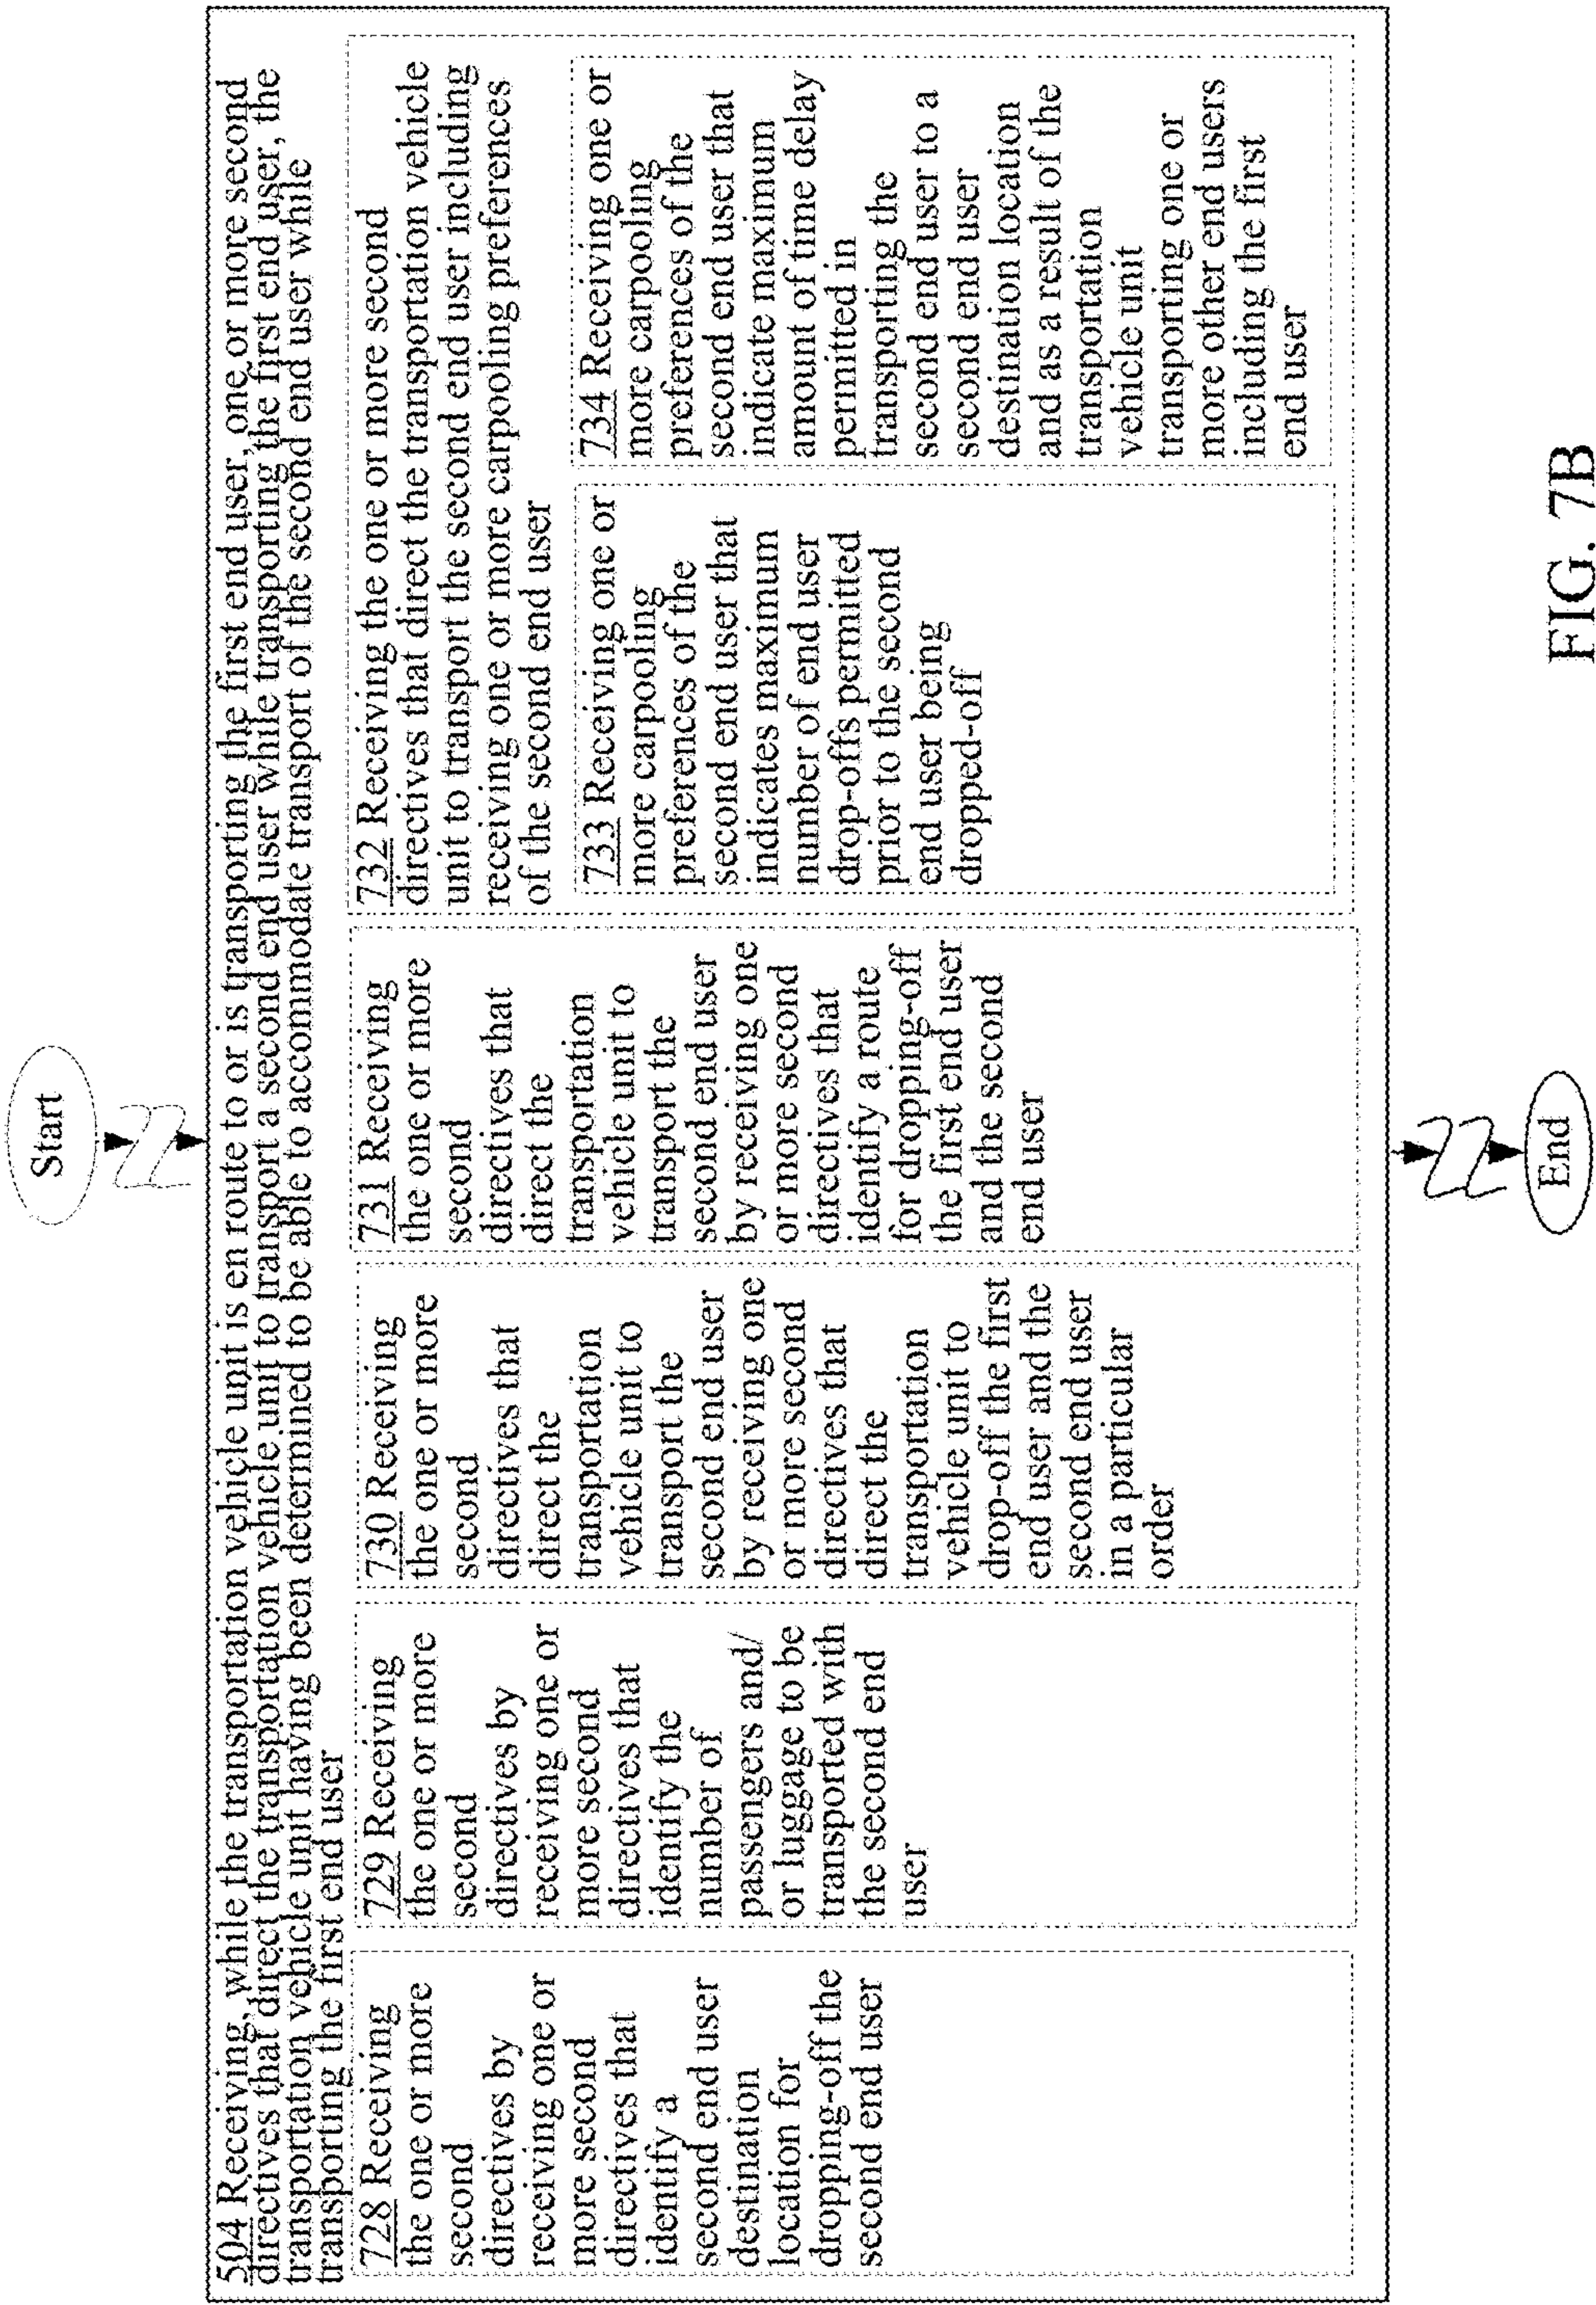 Start
504 Receiving, while the transportation vehicle unit is en route to or is transporting the first end user, one or more second
directives that direct the transportation vehicle unit to transport a second end user while transporting the first end user, the
transportation vehicle unit having been determined to be able to accommodate transport of the second end user while
transporting the first end user
728 Receiving
the one or more
second
directives by
receiving one or
more second
directives that
identify a
second end user
destination
location for
dropping-off the
second end user
729 Receiving
the one or more
second
directives by
receiving one or
more second
directives that
identify the
number of
passengers and/
or luggage to be
transported with
the second end
user
730 Receiving
the one or more
second
directives that
direct the
transportation
vehicle unit to
transport the
second end user
by receiving one
or more second
directives that
direct the
transportation
vehicle unit to
drop-off the first
end user and the
second end user
in a particular
order
731 Receiving
the one or more
second
directives that
direct the
transportation
vehicle unit to
transport the
second end user
by receiving one
or more second
directives that
identify a route
for dropping-off
the first end user
and the second
end user
732 Receiving the one or more second
directives that direct the transportation vehicle
unit to transport the second end user including
receiving one or more carpooling preferences
of the second end user
733 Receiving one or
more carpooling
preferences of the
second end user that
indicates maximum
number of end user
drop-offs permitted
prior to the second
end user being
dropped-off
734 Receiving one or
more carpooling
preferences of the
second end user that
indicate maximum
amount of time delay
permitted in
transporting the
second end user to a
second end user
destination location
and as a result of the
transportation
vehicle unit
transporting one or
more other end users
including the first
end user
End
FIG. 7B